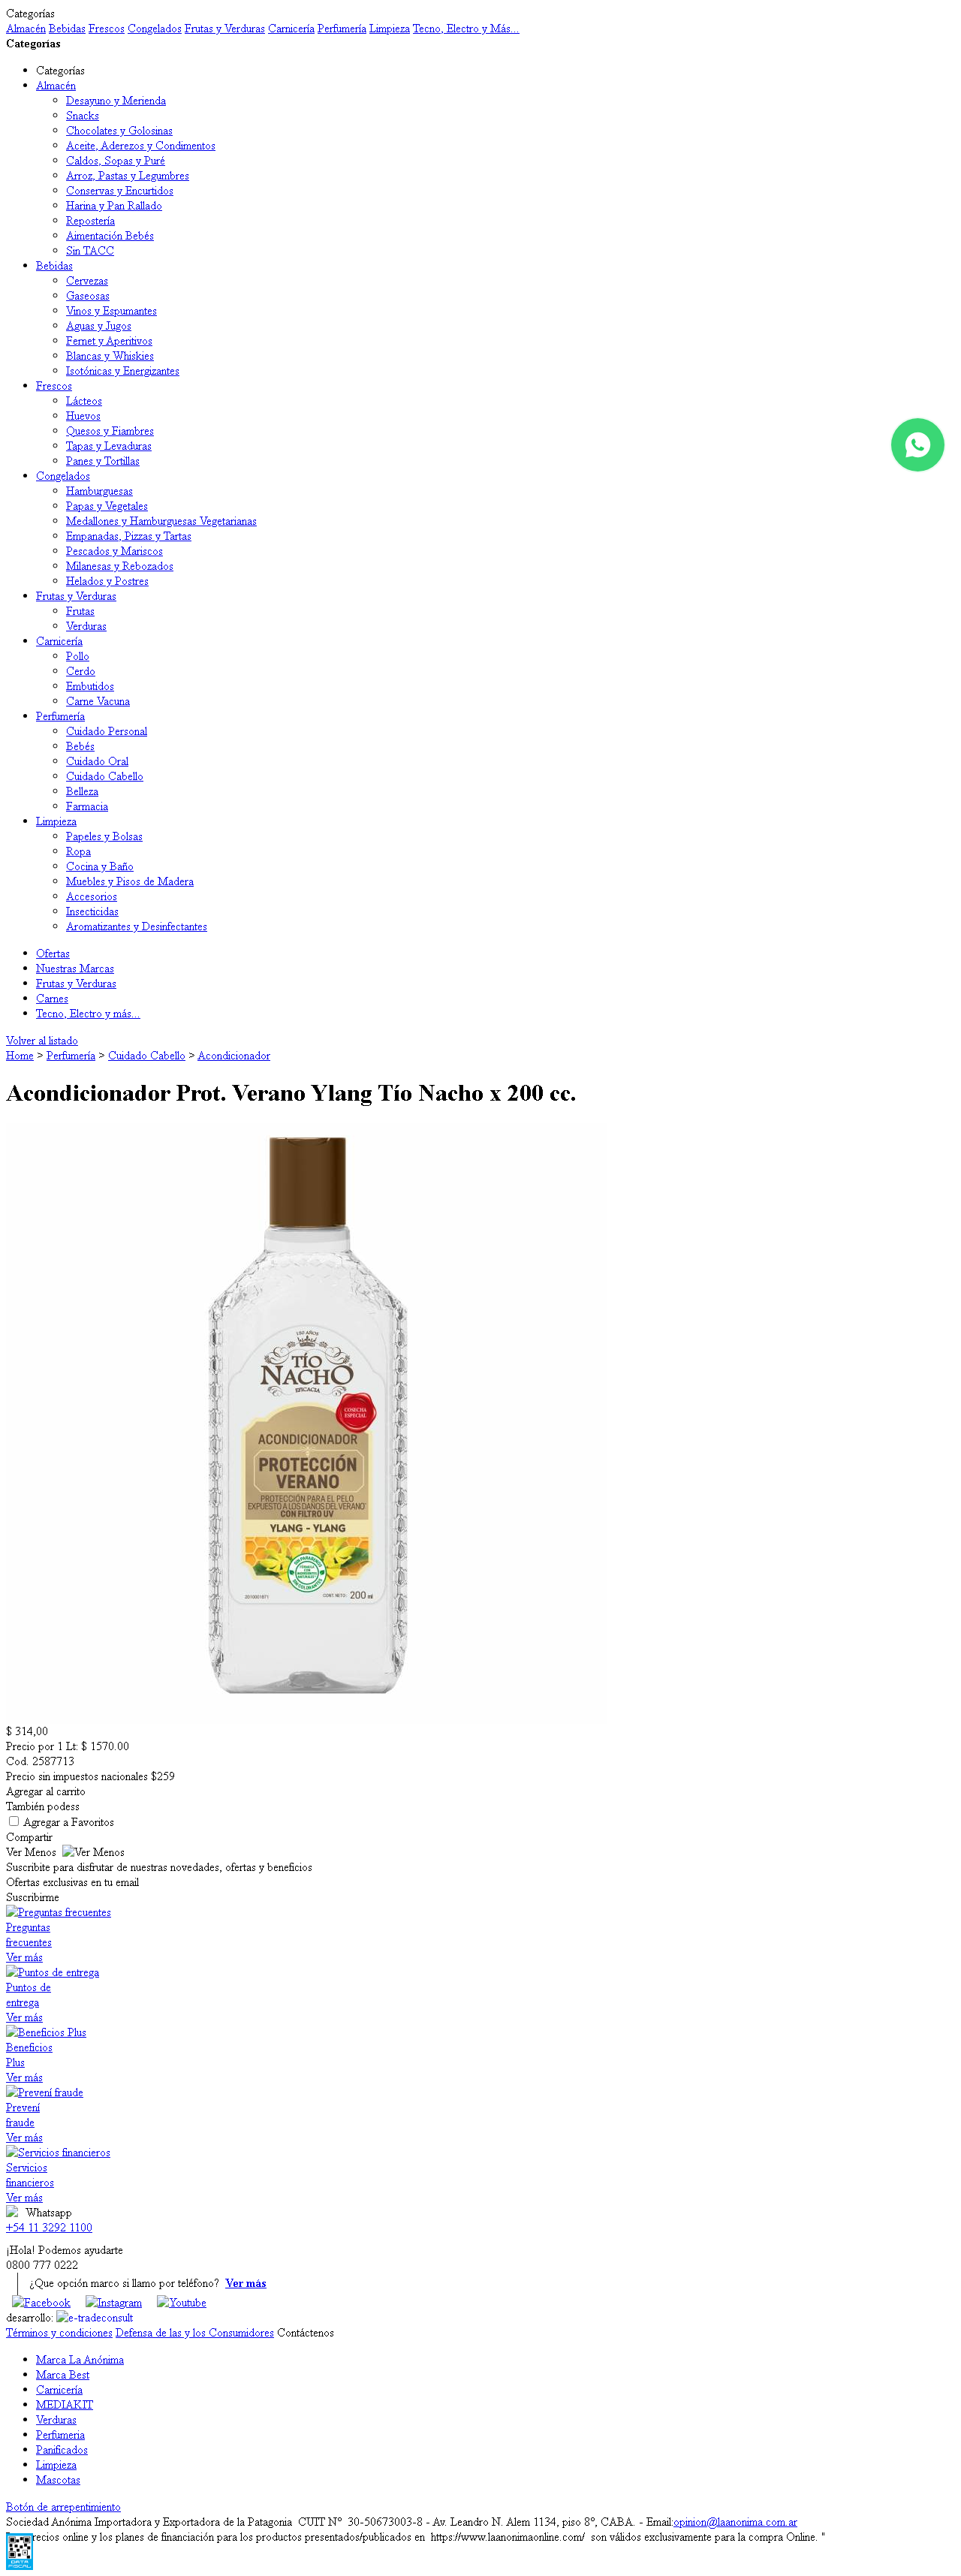 Categorías
Almacén Bebidas Frescos Congelados Frutas y Verduras Carnicería Perfumería Limpieza Tecno, Electro y Más...
Categorías
Categorías
Almacén
Desayuno y Merienda
Snacks
Chocolates y Golosinas
Aceite, Aderezos y Condimentos
Caldos, Sopas y Puré
Arroz, Pastas y Legumbres
Conservas y Encurtidos
Harina y Pan Rallado
Repostería
Aimentación Bebés
Sin TACC
Bebidas
Cervezas
Gaseosas
Vinos y Espumantes
Aguas y Jugos
Fernet y Aperitivos
Blancas y Whiskies
Isotónicas y Energizantes
Frescos
Lácteos
Huevos
Quesos y Fiambres
Tapas y Levaduras
Panes y Tortillas
Congelados
Hamburguesas
Papas y Vegetales
Medallones y Hamburguesas Vegetarianas
Empanadas, Pizzas y Tartas
Pescados y Mariscos
Milanesas y Rebozados
Helados y Postres
Frutas y Verduras
Frutas
Verduras
Carnicería
Pollo
Cerdo
Embutidos
Carne Vacuna
Perfumería
Cuidado Personal
Bebés
Cuidado Oral
Cuidado Cabello
Belleza
Farmacia
Limpieza
Papeles y Bolsas
Ropa
Cocina y Baño
Muebles y Pisos de Madera
Accesorios
Insecticidas
Aromatizantes y Desinfectantes
Ofertas
Nuestras Marcas
Frutas y Verduras
Carnes
Tecno, Electro y más...
Volver al listado
Home > Perfumería > Cuidado Cabello > Acondicionador
Acondicionador Prot. Verano Ylang Tío Nacho x 200 cc.
100 AÑOS
TÍO
NACHO
EFICACIA
COSECHA
ESPECIAL
ACONDICIONADOR
PROTECCIÓN
VERANO
PROTECCIÓN PARA EL PELO
EXPUESTO A LOS DAÑOS DEL VERANO
CON FILTRO UV
YLANG - YLANG
CONT. NETO: 200 ml
$ 314,00
Precio por 1 Lt: $ 1570.00
Cod. 2587713
Precio sin impuestos nacionales $259
Agregar al carrito
También podess
Agregar a Favoritos
Compartir
Ver Menos Ver Menos
Suscribite para disfrutar de nuestras novedades, ofertas y beneficios
Ofertas exclusivas en tu email
Suscribirme
Preguntas frecuentes
Preguntas
frecuentes
Ver más
Puntos de entrega
Puntos de
entrega
Ver más
Beneficios Plus
Beneficios
Plus
Ver más
Prevení fraude
Prevení
fraude
Ver más
Servicios financieros
Servicios
financieros
Ver más
Whatsapp
+54 11 3292 1100
¡Hola! Podemos ayudarte
0800 777 0222
¿Que opción marco si llamo por teléfono? Ver más
Facebook Instagram Youtube
desarrollo: e-tradeconsult
Términos y condiciones Defensa de las y los Consumidores Contáctenos
Marca La Anónima
Marca Best
Carnicería
MEDIAKIT
Verduras
Perfumeria
Panificados
Limpieza
Mascotas
Botón de arrepentimiento
Sociedad Anónima Importadora y Exportadora de la Patagonia CUIT Nº 30-50673003-8 - Av. Leandro N. Alem 1134, piso 8º, CABA. - Email:opinion@laanonima.com.ar
recios online y los planes de financiación para los productos presentados/publicados en https://www.laanonimaonline.com/ son válidos exclusivamente para la compra Online. "
DATA
FISCAL